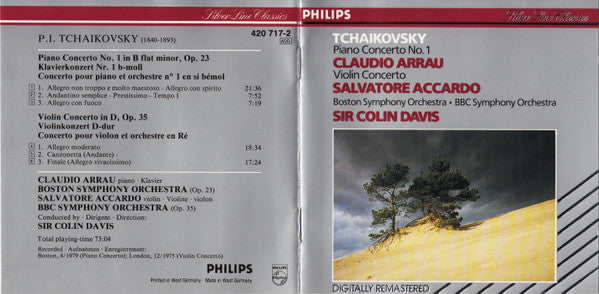 Silver Line Classics
420 717-2
ADD
P.I. TCHAIKOVSKY (1840-1893)
Piano Concerto No. 1 in B flat minor, Op. 23
Klavierkonzert Nr. 1 b-moll
Concerto pour piano et orchestre n° 1 en si bémol
1. Allegro non troppo e molto maestoso - Allegro con spirito 21:36
2. Andantino semplice - Prestissimo - Tempo I 7:52
3. Allegro con fuoco 7:19
Violin Concerto in D, Op. 35
Violinkonzert D-dur
Concerto pour violon et orchestre en Ré
1. Allegro moderato 18:34
2. Canzonetta (Andante) -
3. Finale (Allegro vivacissimo) 17:24
CLAUDIO ARRAU piano · Klavier
BOSTON SYMPHONY ORCHESTRA (Op. 23)
SALVATORE ACCARDO violin · Violine · violon
BBC SYMPHONY ORCHESTRA (Op. 35)
Conducted by · Dirigent · Direction:
SIR COLIN DAVIS
Total playing-time 73:04
Recorded · Aufnahmen · Enregistrement:
Boston, 4/1979 (Piano Concerto); London, 12/1975 (Violin Concerto)
PHILIPS
PHILIPS
Printed in West Germany Made in West Germany
PHILIPS
Silver Line Classics
TCHAIKOVSKY
Piano Concerto No. 1
CLAUDIO ARRAU
Violin Concerto
SALVATORE ACCARDO
Boston Symphony Orchestra · BBC Symphony Orchestra
SIR COLIN DAVIS
DIGITALLY REMASTERED